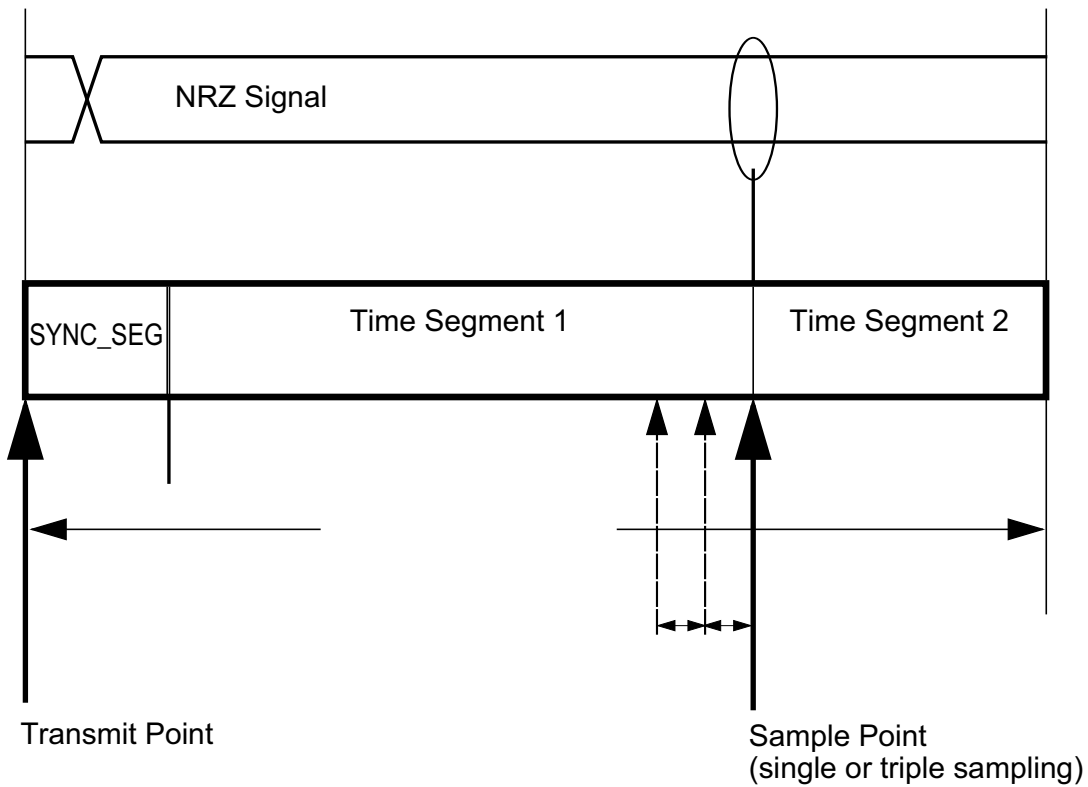 NRZ Signal
SYNC_SEG
Time Segment 1
Time Segment 2
Transmit Point
Sample Point
(single or triple sampling)